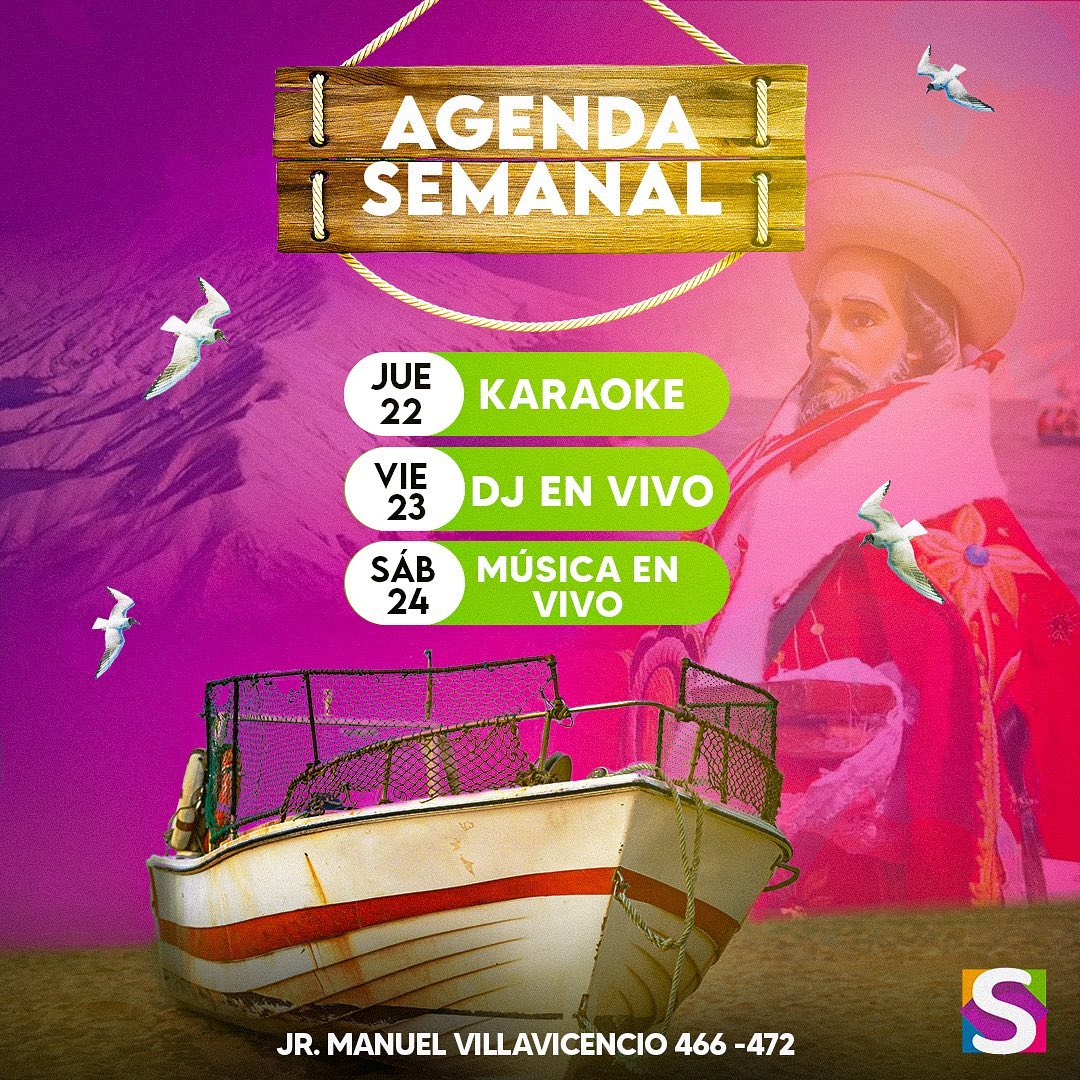 AGENDA
SEMANAL
JUE
22
KARAOKE
VIE
23
DJ EN VIVO
SÁB
24
MÚSICA EN
VIVO
JR. MANUEL VILLAVICENCIO 466 -472
S